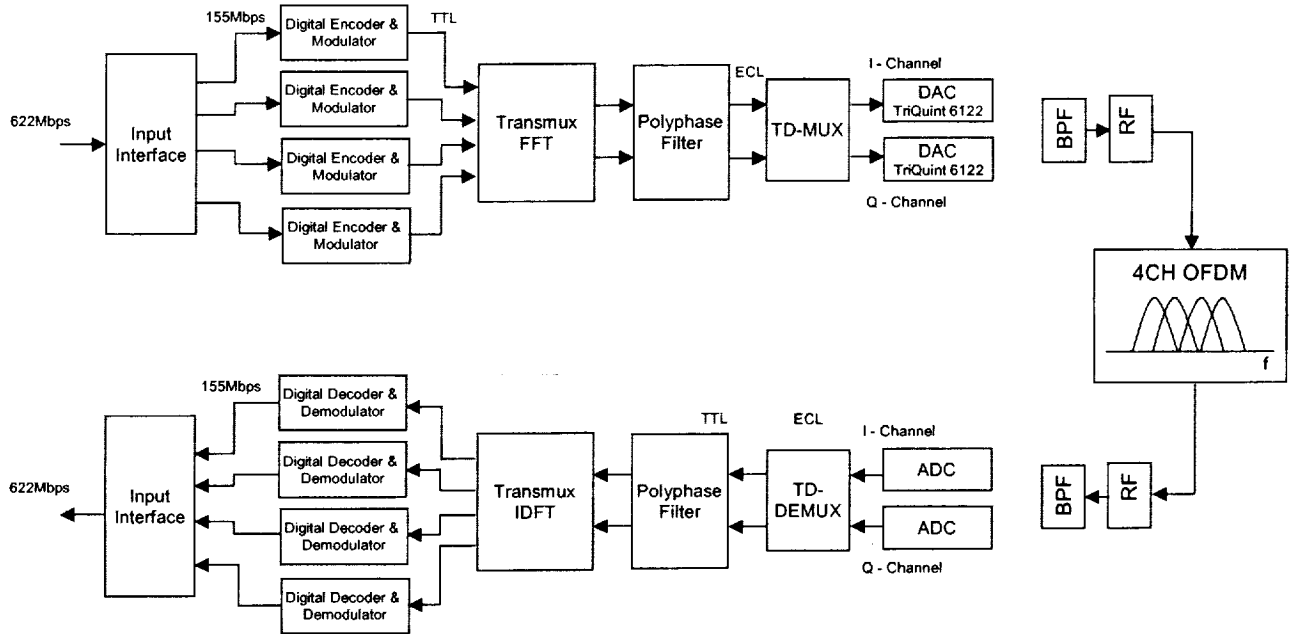 155Mbps
TTL
Digital Encoder &
Modulator
Digital Encoder &
Modulator
Digital Encoder &
Modulator
Digital Encoder &
Modulator
622Mbps
Input
Interface
Transmux
FFT
Polyphase
Filter
ECL
TD-MUX
I - Channel
DAC
TriQuint 6122
DAC
TriQuint 6122
Q - Channel
BPF
RF
4CH OFDM
f
155Mbps
Digital Decoder &
Demodulator
Digital Decoder &
Demodulator
Digital Decoder &
Demodulator
Digital Decoder &
Demodulator
622Mbps
Input
Interface
Transmux
IDFT
TTL
Polyphase
Filter
ECL
TD-
DEMUX
I - Channel
ADC
ADC
Q - Channel
BPF
RF